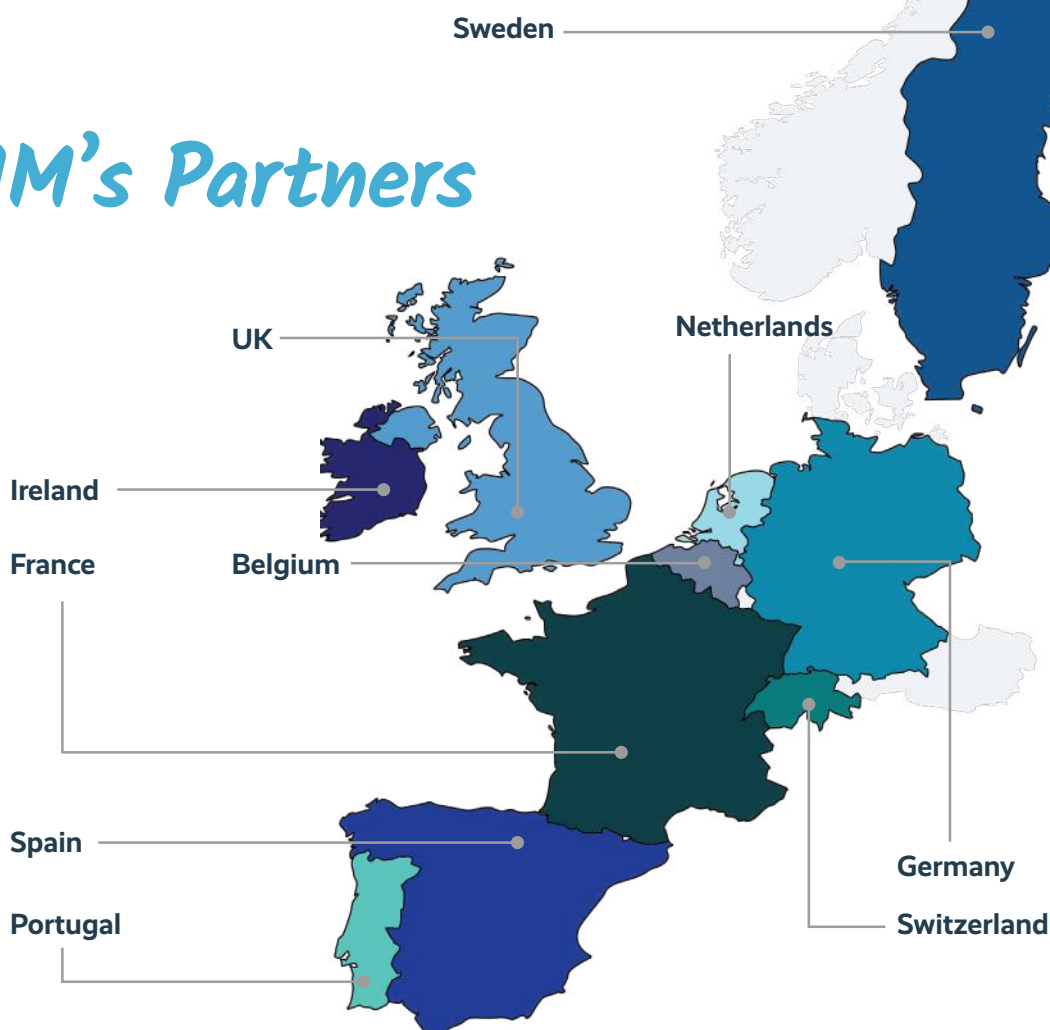 Sweden
M's Partners
UK
Netherlands
Ireland
France
Belgium
Spain
Germany
Portugal
Switzerland